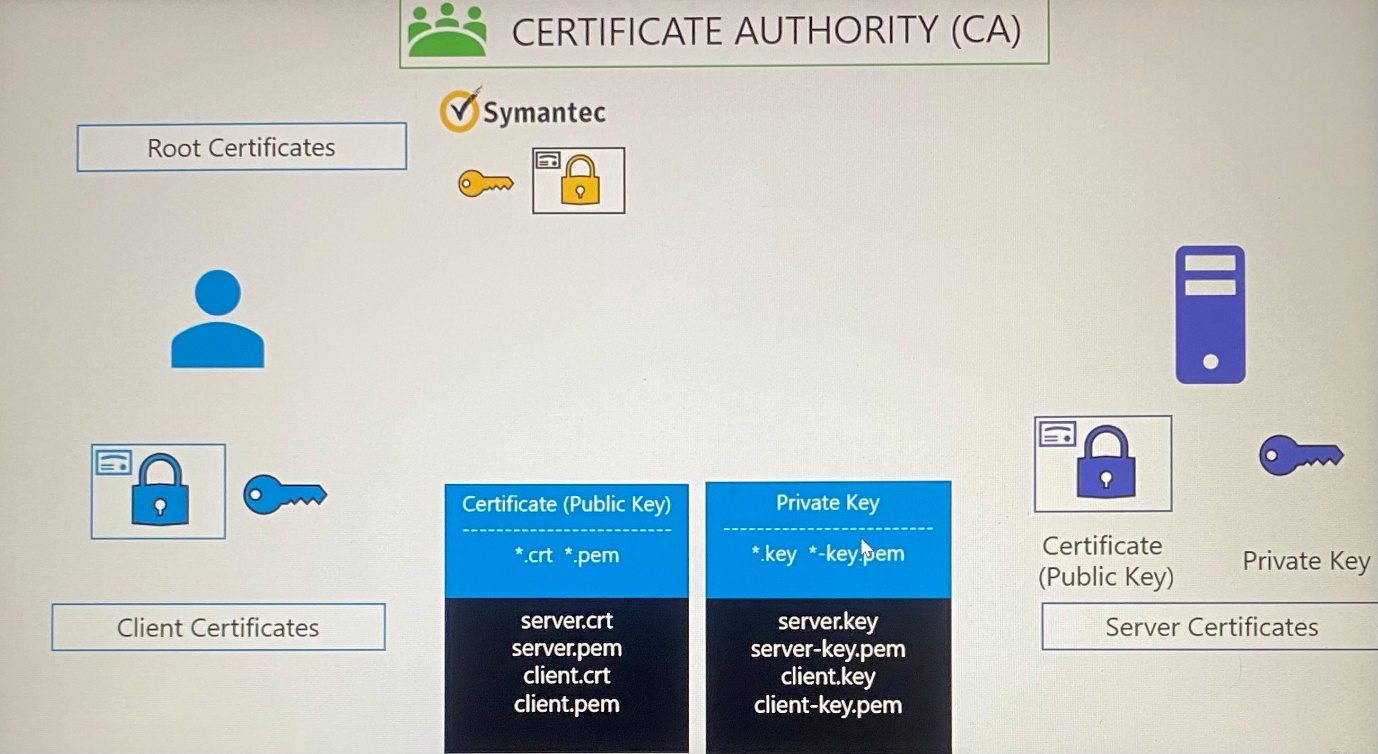 CERTIFICATE AUTHORITY (CA)
Symantec
Root Certificates
Certificate (Public Key)
*.crt *.pem
server.crt
server.pem
client.crt
client.pem
Private Key
*.key *-key.pem
server.key
server-key.pem
client.key
client-key.pem
Certificate
(Public Key)
Private Key
Client Certificates
Server Certificates